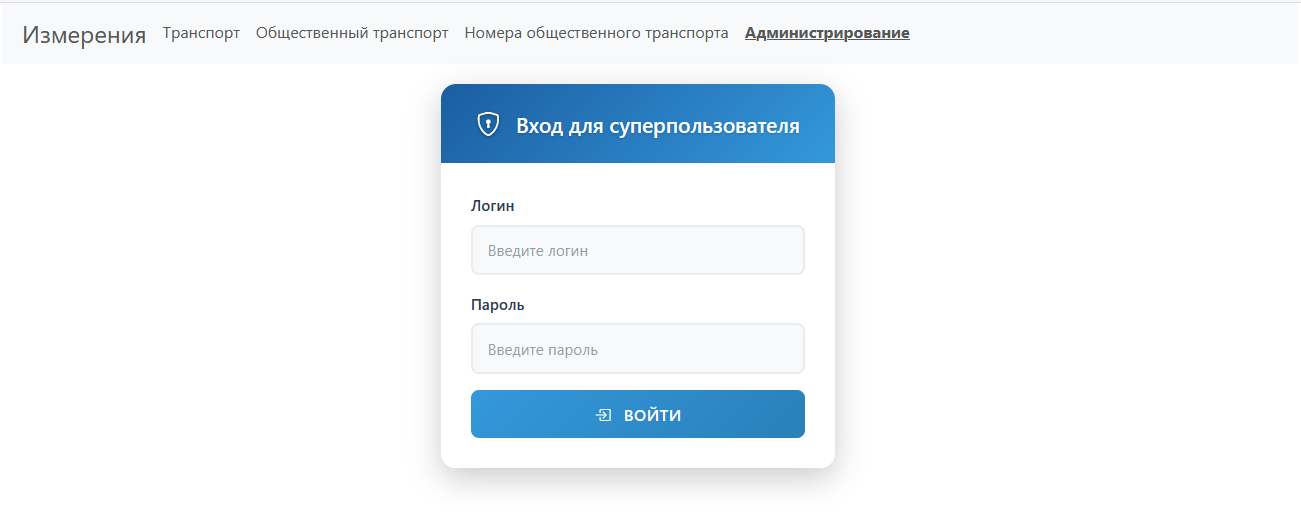 Измерения Транспорт Общественный транспорт Номера общественного транспорта Администрирование
Вход для суперпользователя
Логин
Введите логин
Пароль
Введите пароль
ВОЙТИ